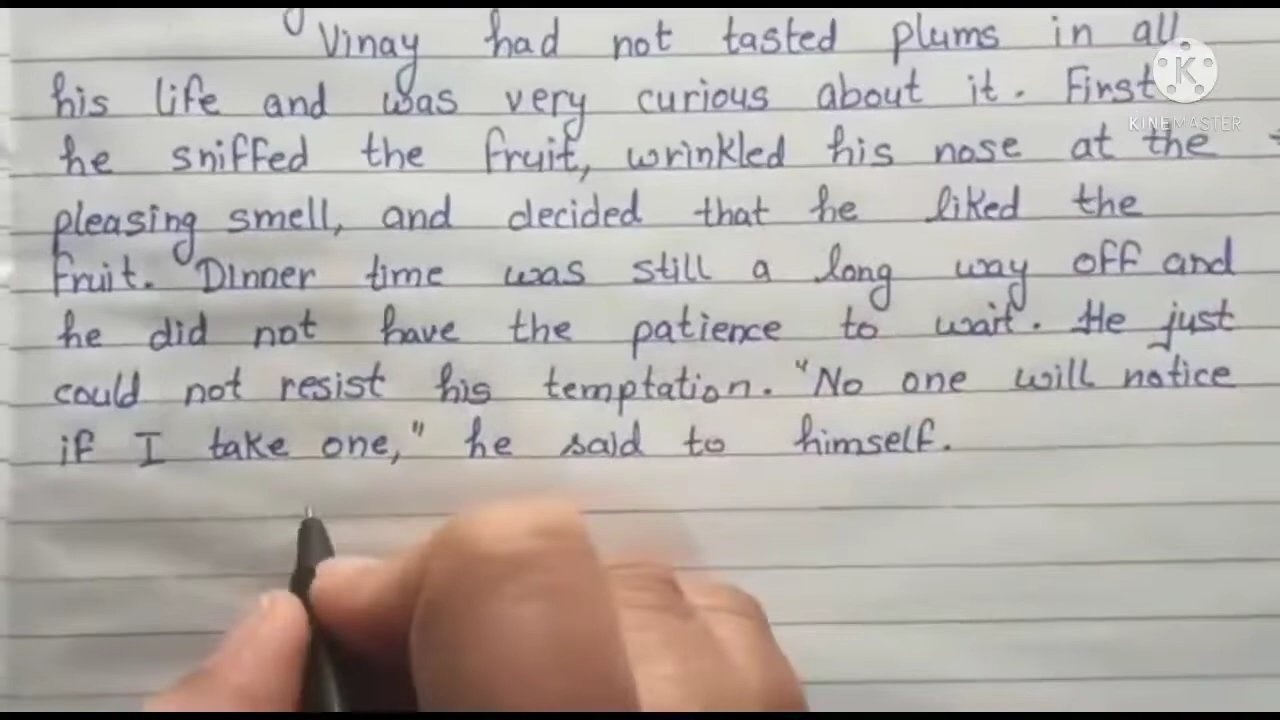 Vinay had not tasted plums in all
his life and was very curious about it. First
he sniffed the fruit, wrinkled his nose at the
pleasing smell, and decided that he liked the
fruit. Dinner time was still a long way off and
he did not have the patience to wait. He just
could not resist his temptation. "No one will notice
if I take one," he said to himself.
K
KINEMASTER